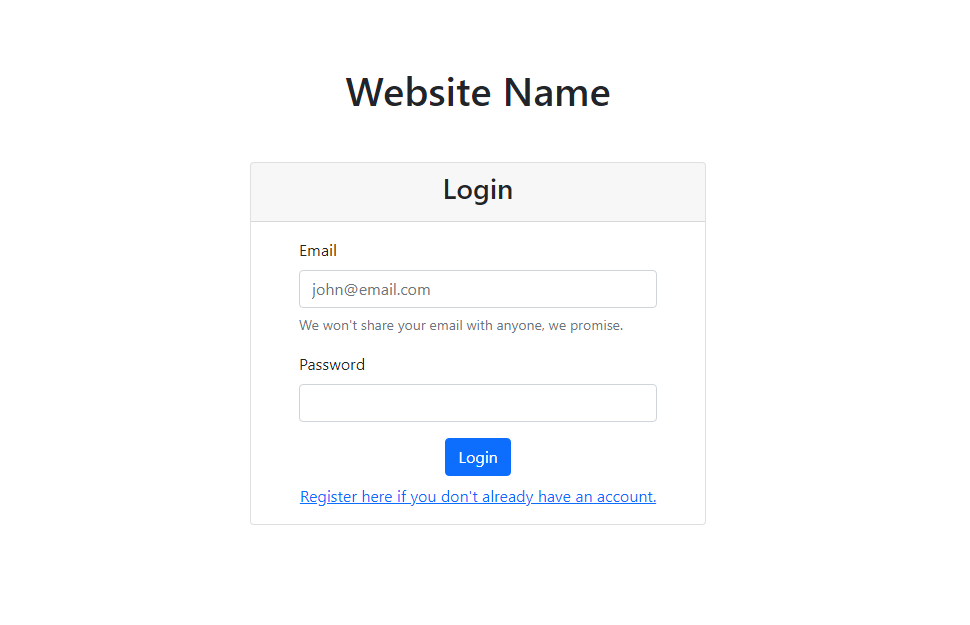 Website Name
Login
Email
john@email.com
We won't share your email with anyone, we promise.
Password
Login
Register here if you don't already have an account.